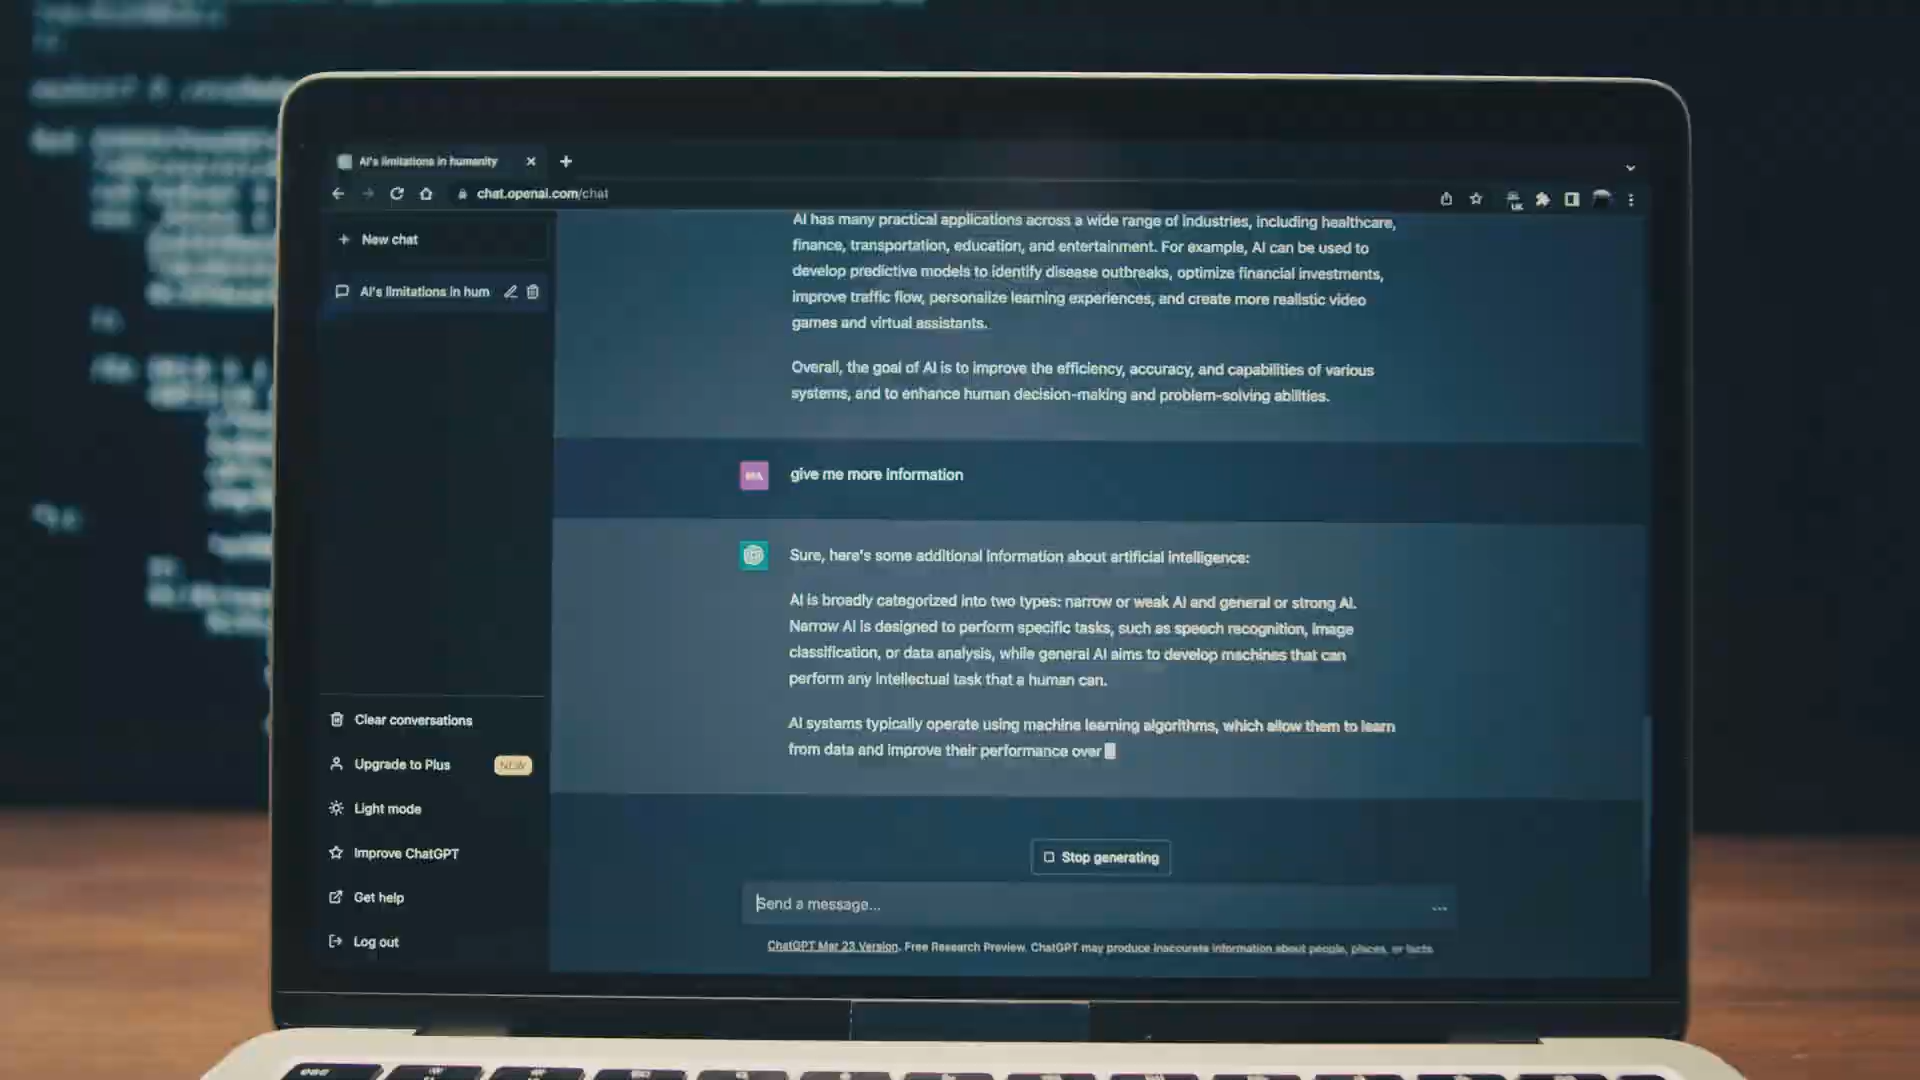 AI's limitations in humanity
chat.openai.com/chat
New chat
AI's limitations in hum
AI has many practical applications across a wide range of industries, including healthcare,
finance, transportation, education, and entertainment. For example, AI can be used to
develop predictive models to identify disease outbreaks, optimize financial investments,
improve traffic flow, personalize learning experiences, and create more realistic video
games and virtual assistants.
Overall, the goal of AI is to improve the efficiency, accuracy, and capabilities of various
systems, and to enhance human decision-making and problem-solving abilities.
give me more information
Sure, here's some additional information about artificial intelligence:
AI is broadly categorized into two types: narrow or weak AI and general or strong AI.
Narrow AI is designed to perform specific tasks, such as speech recognition, image
classification, or data analysis, while general AI aims to develop machines that can
perform any intellectual task that a human can.
AI systems typically operate using machine learning algorithms, which allow them to learn
from data and improve their performance over
Clear conversations
Upgrade to Plus NEW
Light mode
Improve ChatGPT
Get help
Log out
Stop generating
Send a message...
ChatGPT Mar 23 Version. Free Research Preview. ChatGPT may produce inaccurate information about people, places, or facts
esc